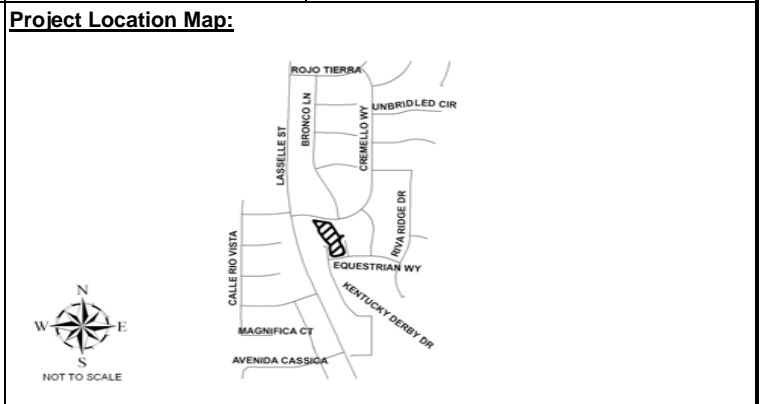 Project Location Map:
ROJO TIERRA
UNBRIDLED CIR
BRONCO LN
CREMELLO WY
LASSELLE ST
RIVA RIDGE DR
CALLE RIO VISTA
EQUESTRIAN WY
KENTUCKY DERBY DR
N
W E
S
NOT TO SCALE
MAGNIFICA CT
AVENIDA CASSICA